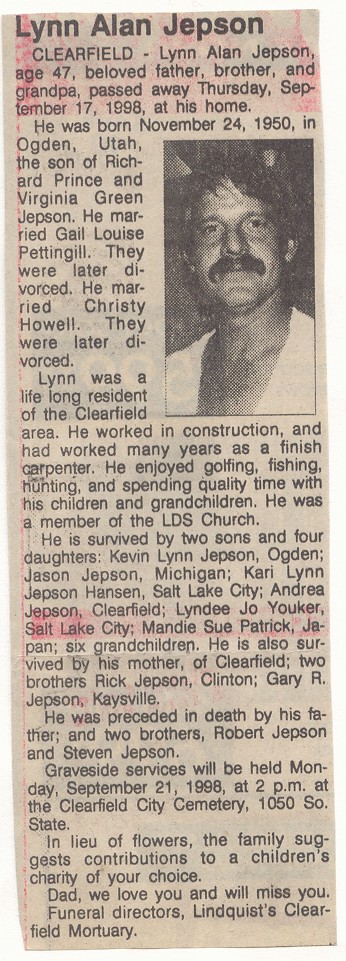 Lynn Alan Jepson
CLEARFIELD - Lynn Alan Jepson,
age 47, beloved father, brother, and
grandpa, passed away Thursday, Sep-
tember 17, 1998, at his home.
He was born November 24, 1950, in
Ogden, Utah,
the son of Rich-
ard Prince and
Virginia Green
Jepson. He mar-
ried Gail Louise
Pettingill. They
were later di-
vorced. He mar-
ried Christy
Howell. They
were later di-
vorced.
Lynn was a
life long resident
of the Clearfield
area. He worked in construction, and
had worked many years as a finish
carpenter. He enjoyed golfing, fishing,
hunting, and spending quality time with
his children and grandchildren. He was
a member of the LDS Church.
He is survived by two sons and four
daughters: Kevin Lynn Jepson, Ogden;
Jason Jepson, Michigan; Kari Lynn
Jepson Hansen, Salt Lake City; Andrea
Jepson, Clearfield; Lyndee Jo Youker,
Salt Lake City; Mandie Sue Patrick, Ja-
pan; six grandchildren. He is also sur-
vived by his mother, of Clearfield; two
brothers Rick Jepson, Clinton; Gary R.
Jepson, Kaysville.
He was preceded in death by his fa-
ther; and two brothers, Robert Jepson
and Steven Jepson.
Graveside services will be held Mon-
day, September 21, 1998, at 2 p.m. at
the Clearfield City Cemetery, 1050 So.
State.
In lieu of flowers, the family sug-
gests contributions to a children's
charity of your choice.
Dad, we love you and will miss you.
Funeral directors, Lindquist's Clear-
field Mortuary.